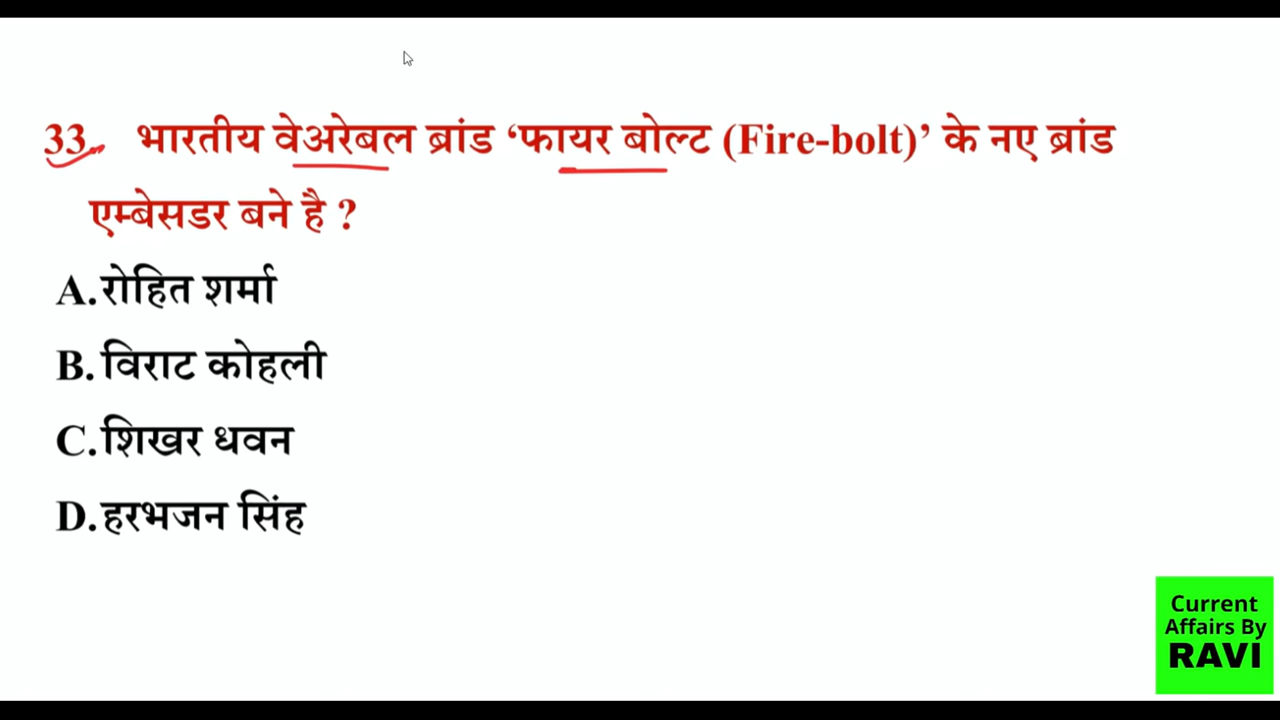 33. भारतीय वेअरेबल ब्रांड ‘फायर बोल्ट (Fire-bolt)’ के नए ब्रांड
एम्बेसडर बने है ?
A. रोहित शर्मा
B. विराट कोहली
C. शिखर धवन
D. हरभजन सिंह
Current
Affairs By
RAVI